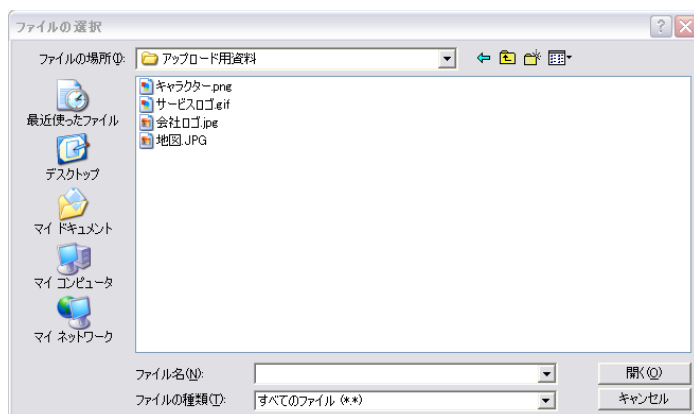 ファイルの選択
ファイルの場所(I):
アップロード用資料
最近使ったファイル
デスクトップ
マイ ドキュメント
マイ コンピュータ
マイ ネットワーク
キャラクター.png
サービスロゴ.gif
会社ロゴ.jpg
地図.JPG
ファイル名(N):
開く(O)
ファイルの種類(T):
すべてのファイル (*.*)
キャンセル